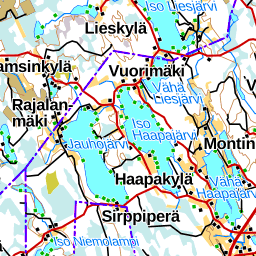 Iso Liesjärvi
Lieskylä
amsinkylä
Vuorimäki
Vähä
Liesjärvi
Rajalan-
mäki
Iso
Haapajärvi
Jauhojärvi
Montin
Haapakylä
Vähä
Haapajärvi
Sirppiperä
Iso Niemolampi